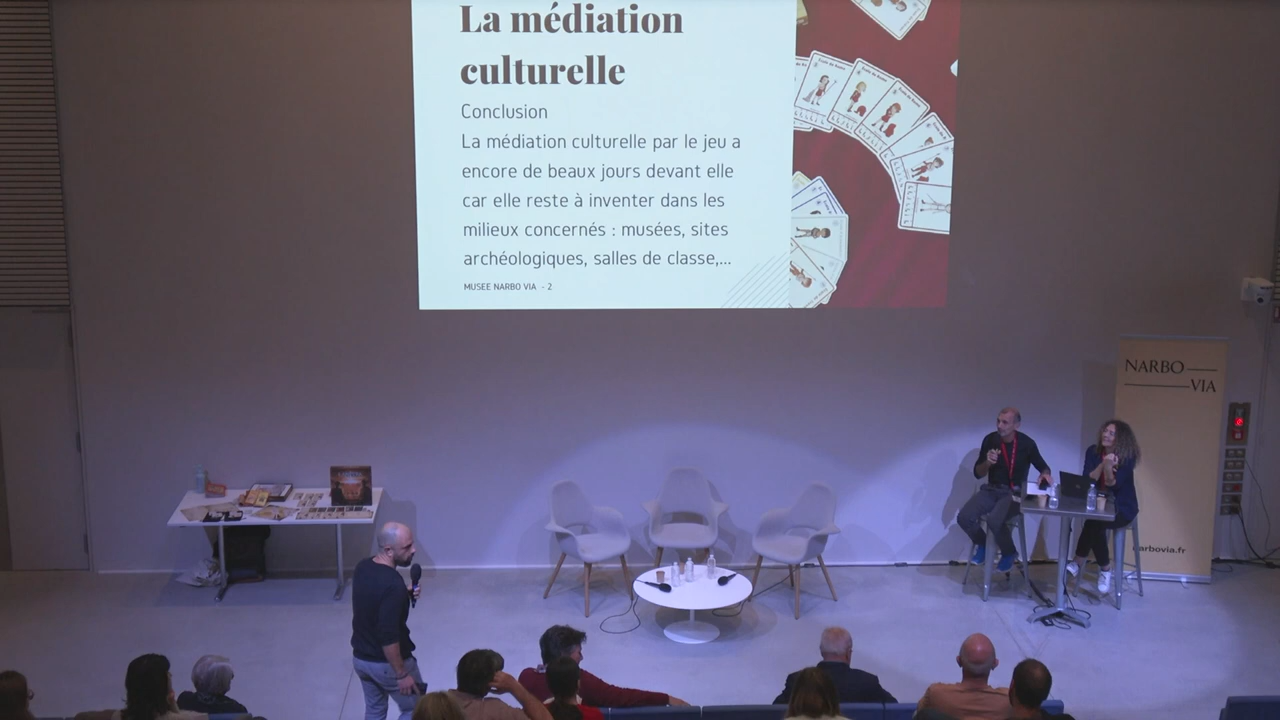 La médiation
culturelle
Conclusion
La médiation culturelle par le jeu a
encore de beaux jours devant elle
car elle reste à inventer dans les
milieux concernés : musées, sites
archéologiques, salles de classe,...
MUSEE NARBO VIA - 2
NARBO
VIA
narbovia.fr